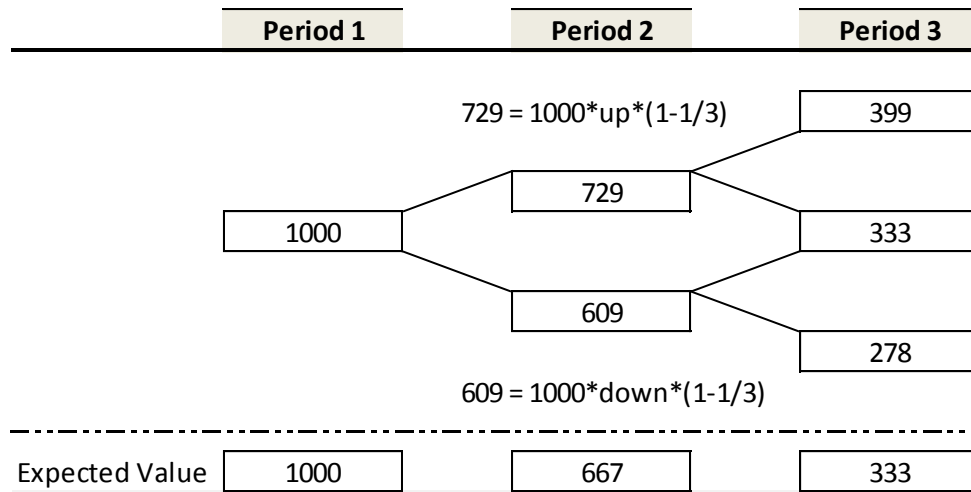 Period 1 Period 2 Period 3
729 = 1000*up*(1-1/3)
399
729
1000
333
609
278
609 = 1000*down*(1-1/3)
Expected Value 1000 667 333